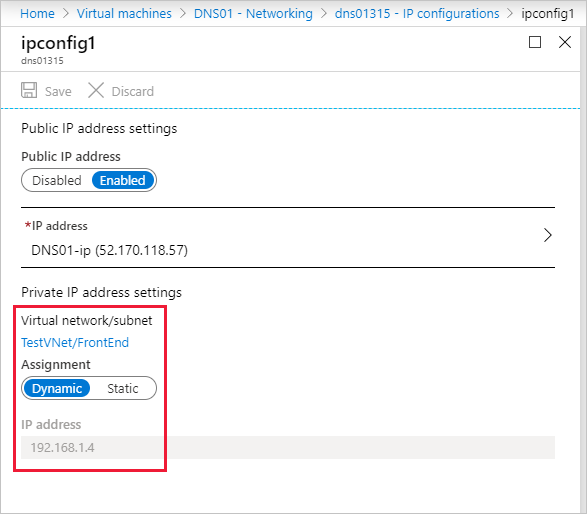 Home > Virtual machines > DNS01 - Networking > dns01315 - IP configurations > ipconfig1
ipconfig1
dns01315
Save Discard
Public IP address settings
Public IP address
Disabled Enabled
*IP address
DNS01-ip (52.170.118.57)
Private IP address settings
Virtual network/subnet
TestVNet/FrontEnd
Assignment
Dynamic Static
IP address
192.168.1.4